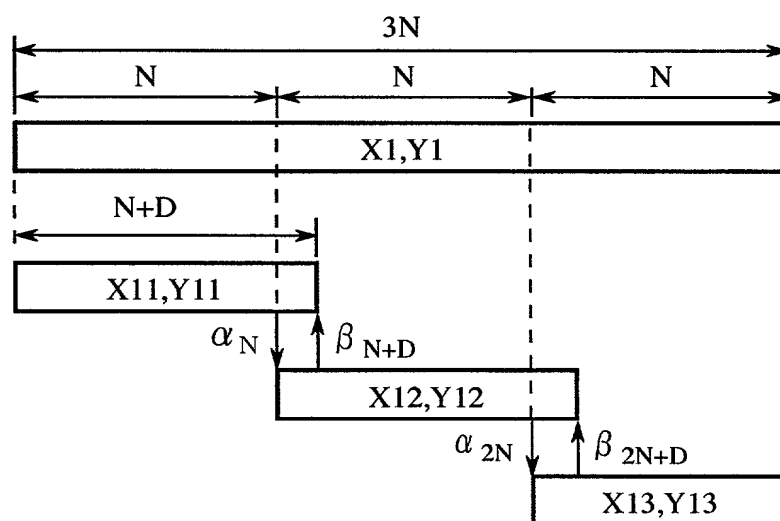 3N
N N N
X1,Y1
N+D
X11,Y11
α N β N+D
X12,Y12
α 2N β 2N+D
X13,Y13